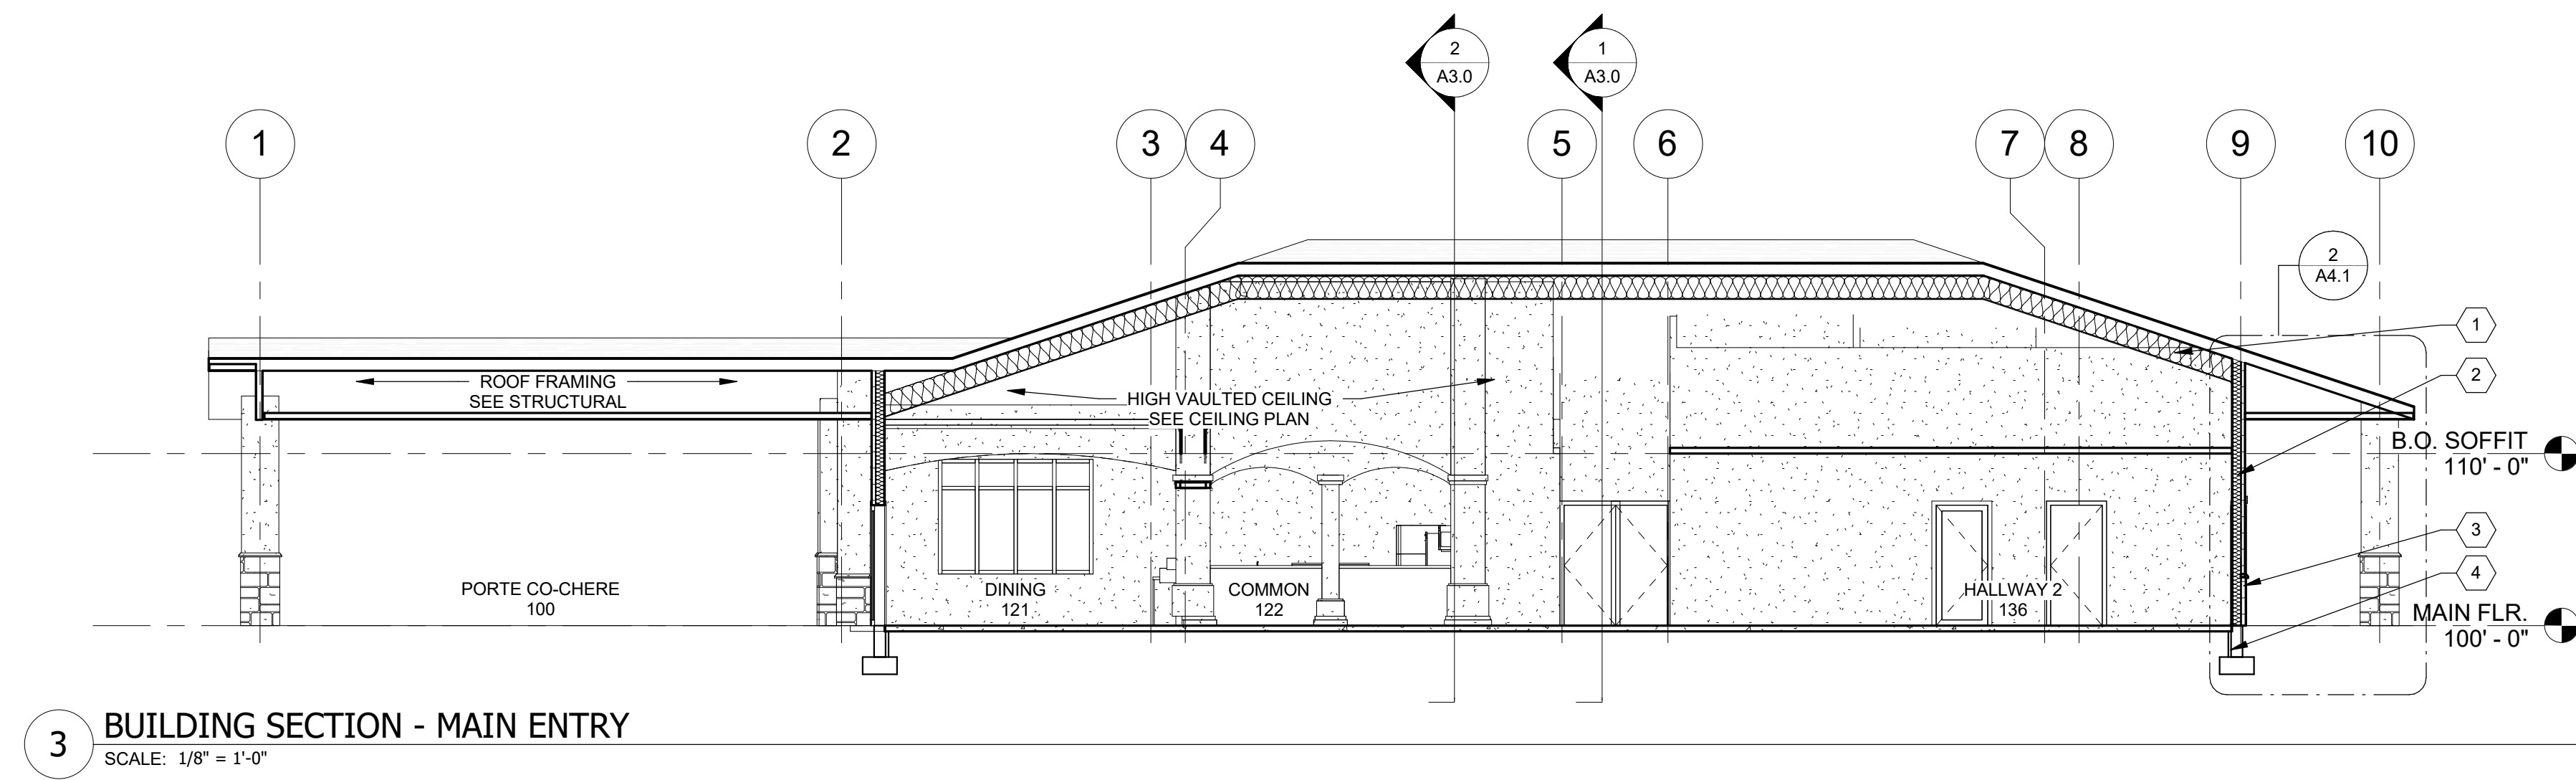 2
A3.0
1
A3.0
1
2
3
4
5
6
7
8
9
10
2
A4.1
1
2
ROOF FRAMING
SEE STRUCTURAL
HIGH VAULTED CEILING
SEE CEILING PLAN
B.O. SOFFIT
110' - 0"
3
4
PORTE CO-CHERE
100
DINING
121
COMMON
122
HALLWAY 2
136
MAIN FLR.
100' - 0"
3
BUILDING SECTION - MAIN ENTRY
SCALE: 1/8" = 1'-0"